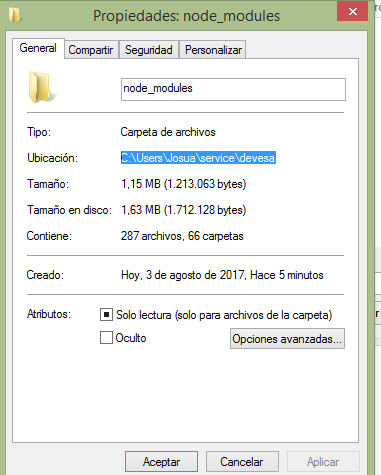 Propiedades: node_modules
General Compartir Seguridad Personalizar
node_modules
Tipo: Carpeta de archivos
Ubicación: C:\Users\Josua\service\devesa
Tamaño: 1,15 MB (1.213.063 bytes)
Tamaño en disco: 1,63 MB (1.712.128 bytes)
Contiene: 287 archivos, 66 carpetas
Creado: Hoy, 3 de agosto de 2017, Hace 5 minutos
Atributos: Solo lectura (solo para archivos de la carpeta)
Oculto Opciones avanzadas...
Aceptar Cancelar Aplicar